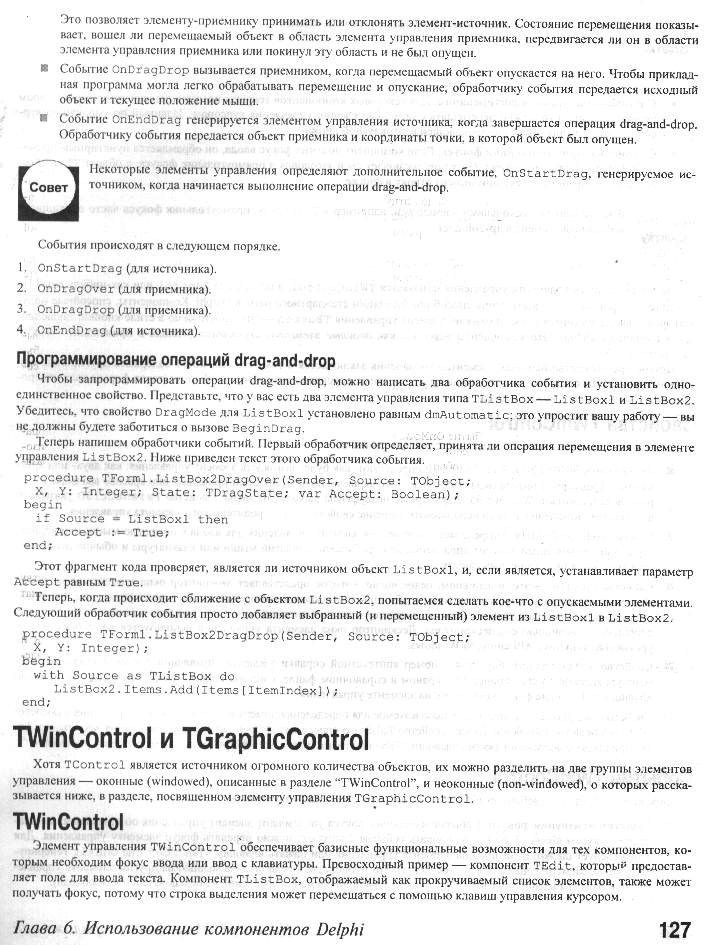 Это позволяет элементу-приемнику принимать или отклонять элемент-источник. Состояние перемещения показы-
вает, вошел ли перемещаемый объект в область элемента управления приемника, передвигается ли он в области
элемента управления приемника или покинул эту область и не был опущен.
Событие OnDragDrop вызывается приемником, когда перемещаемый объект опускается на него. Чтобы приклад-
ная программа могла легко обрабатывать перемещение и опускание, обработчику события передается исходный
объект и текущее положение мыши.
Событие OnEndDrag генерируется элементом управления источника, когда завершается операция drag-and-drop.
Обработчику события передается объект приемника и координаты точки, в которой объект был опущен.
Совет
Некоторые элементы управления определяют дополнительное событие, OnStartDrag, генерируемое ис-
точником, когда начинается выполнение операции drag-and-drop.
События происходят в следующем порядке.
1. OnStartDrag (для источника).
2. OnDragOver (для приемника).
3. OnDragDrop (для приемника).
4. OnEndDrag (для источника).
Программирование операций drag-and-drop
Чтобы запрограммировать операции drag-and-drop, можно написать два обработчика события и установить одно-
единственное свойство. Представьте, что у вас есть два элемента управления типа TListBox — ListBox1 и ListBox2.
Убедитесь, что свойство DragMode для ListBox1 установлено равным dmAutomatic; это упростит вашу работу — вы
не должны будете заботиться о вызове BeginDrag.
Теперь напишем обработчики событий. Первый обработчик определяет, принята ли операция перемещения в элементе
управления ListBox2. Ниже приведен текст этого обработчика события.
procedure TForm1.ListBox2DragOver(Sender, Source: TObject;
X, Y: Integer; State: TDragState; var Accept: Boolean);
begin
if Source = ListBox1 then
Accept := True;
end;
Этот фрагмент кода проверяет, является ли источником объект ListBox1, и, если является, устанавливает параметр
Accept равным True.
Теперь, когда происходит сближение с объектом ListBox2, попытаемся сделать кое-что с опускаемыми элементами.
Следующий обработчик события просто добавляет выбранный (и перемещенный) элемент из ListBox1 в ListBox2.
procedure TForm1.ListBox2DragDrop(Sender, Source: TObject;
X, Y: Integer);
begin
with Source as TListBox do
ListBox2.Items.Add(Items[ItemIndex]);
end;
TWinControl и TGraphicControl
Хотя TControl является источником огромного количества объектов, их можно разделить на две группы элементов
управления — оконные (windowed), описанные в разделе “TWinControl”, и неоконные (non-windowed), о которых расска-
зывается ниже, в разделе, посвященном элементу управления TGraphicControl.
TWinControl
Элемент управления TWinControl обеспечивает базисные функциональные возможности для тех компонентов, ко-
торым необходим фокус ввода или ввод с клавиатуры. Превосходный пример — компонент TEdit, который предостав-
ляет поле для ввода текста. Компонент TListBox, отображаемый как прокручиваемый список элементов, также может
получать фокус, потому что строка выделения может перемещаться с помощью клавиш управления курсором.
Глава 6. Использование компонентов Delphi
127